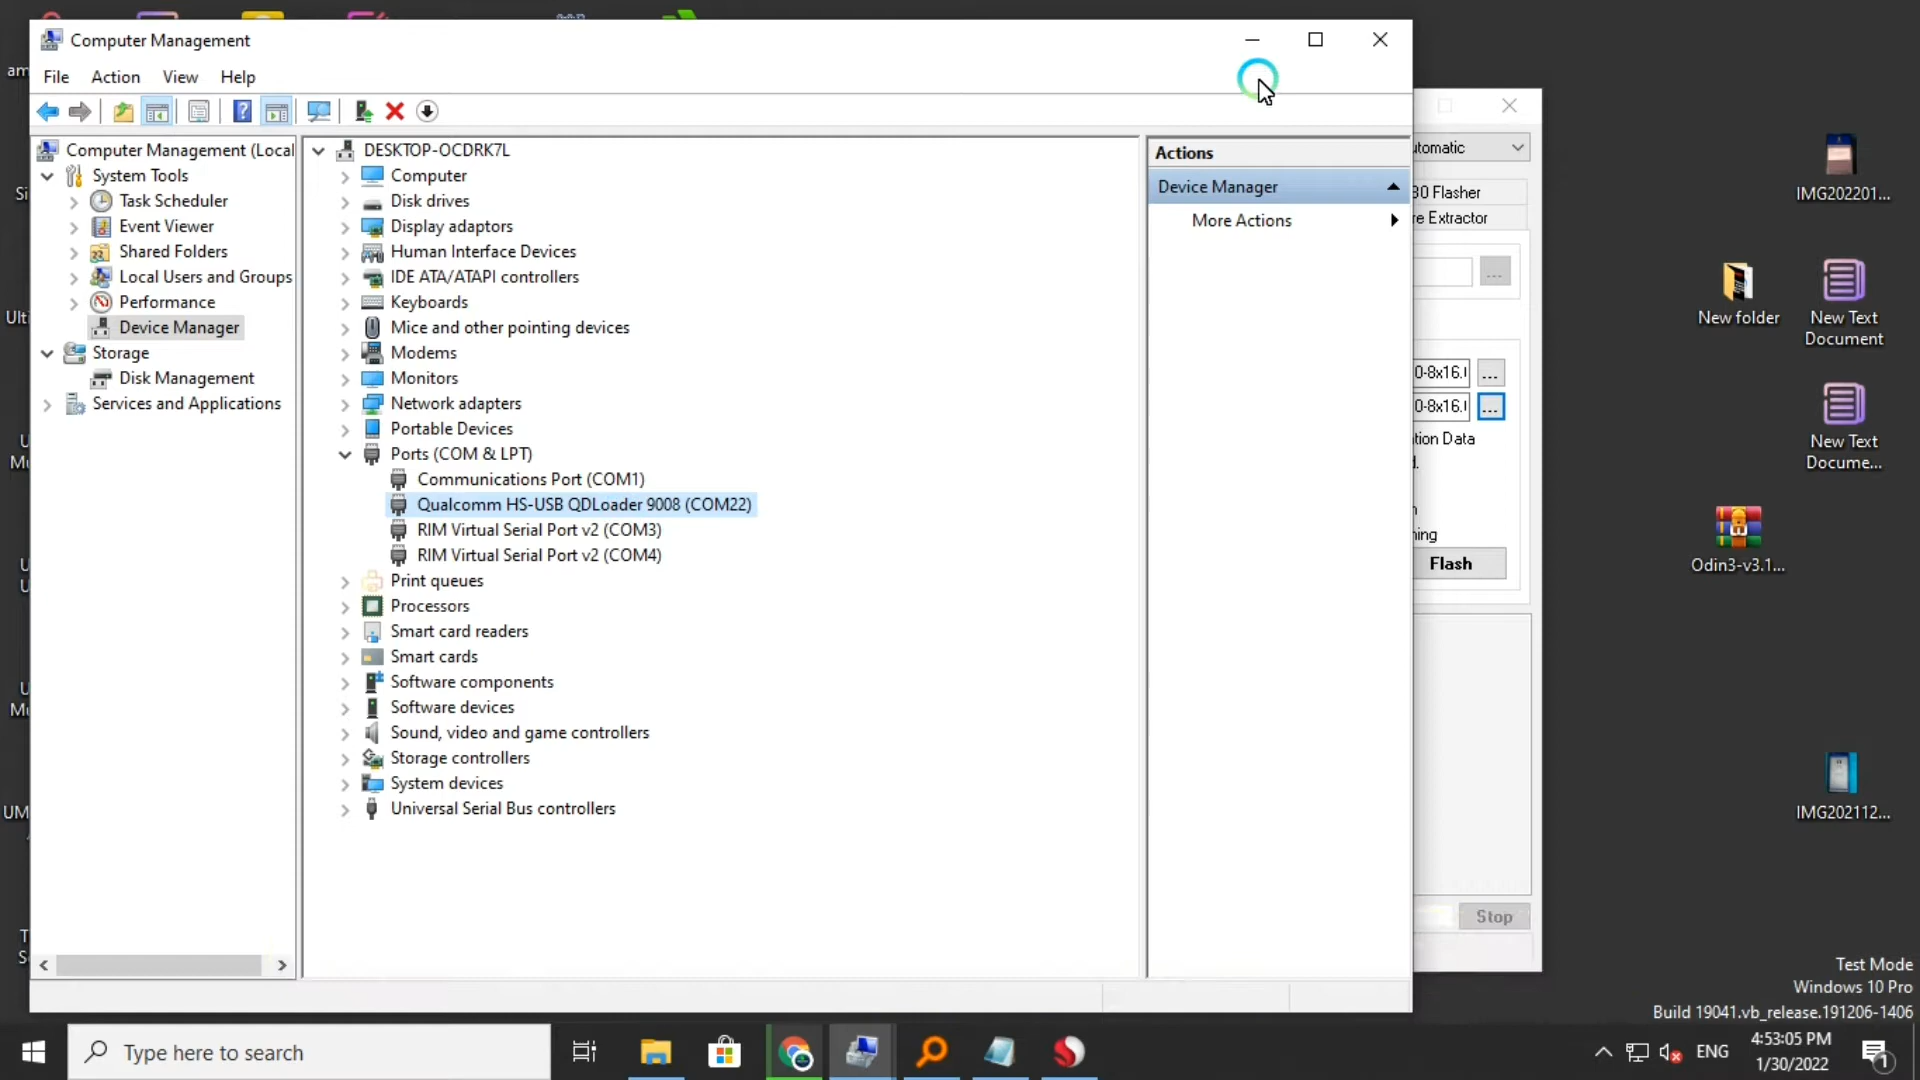 Computer Management
File Action View Help
Computer Management (Local
System Tools
Task Scheduler
Event Viewer
Shared Folders
Local Users and Groups
Performance
Device Manager
Storage
Disk Management
Services and Applications
DESKTOP-OCDRK7L
Computer
Disk drives
Display adaptors
Human Interface Devices
IDE ATA/ATAPI controllers
Keyboards
Mice and other pointing devices
Modems
Monitors
Network adapters
Portable Devices
Ports (COM & LPT)
Communications Port (COM1)
Qualcomm HS-USB QDLoader 9008 (COM22)
RIM Virtual Serial Port v2 (COM3)
RIM Virtual Serial Port v2 (COM4)
Print queues
Processors
Smart card readers
Smart cards
Software components
Software devices
Sound, video and game controllers
Storage controllers
System devices
Universal Serial Bus controllers
Actions
Device Manager
More Actions
utomatic
30 Flasher
re Extractor
...
0-8x16.
...
0-8x16.
...
tion Data
Flash
Stop
IMG202201...
New folder
New Text
Document
New Text
Docume...
Odin3-v3.1...
IMG202112...
Test Mode
Windows 10 Pro
Build 19041.vb_release.191206-1406
Type here to search
ENG
4:53:05 PM
1/30/2022
1